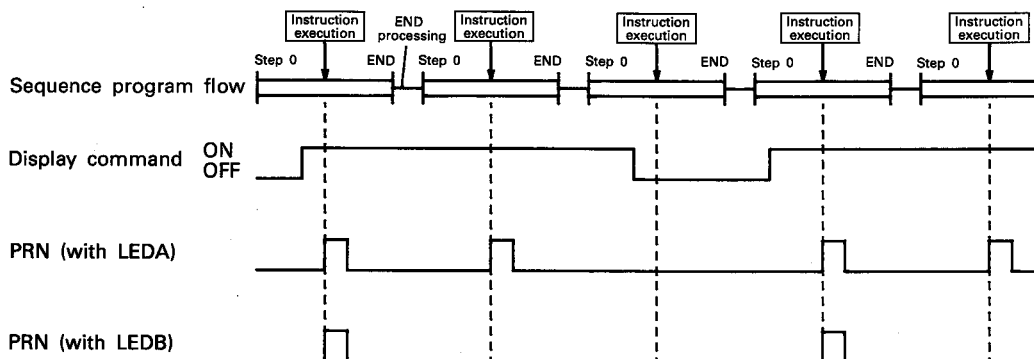 Instruction
execution
END
processing
Instruction
execution
Instruction
execution
Instruction
execution
Instruction
execution
Step 0
END
Step 0
END
Step 0
END
Step 0
END
Step 0
Sequence program flow
Display command
ON
OFF
PRN (with LEDA)
PRN (with LEDB)